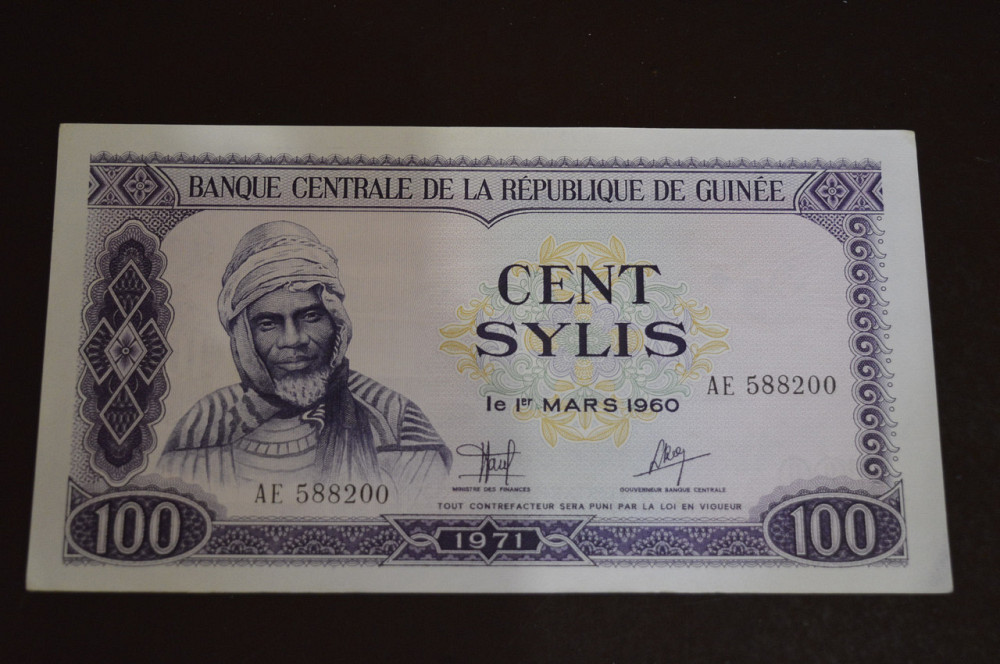 BANQUE CENTRALE DE LA RÉPUBLIQUE DE GUINÉE
CENT
SYLIS
AE 588200
le 1er MARS 1960
MINISTRE DES FINANCES
GOUVERNEUR BANQUE CENTRALE
AE 588200
TOUT CONTREFACTEUR SERA PUNI PAR LA LOI EN VIGUEUR
100
1971
100